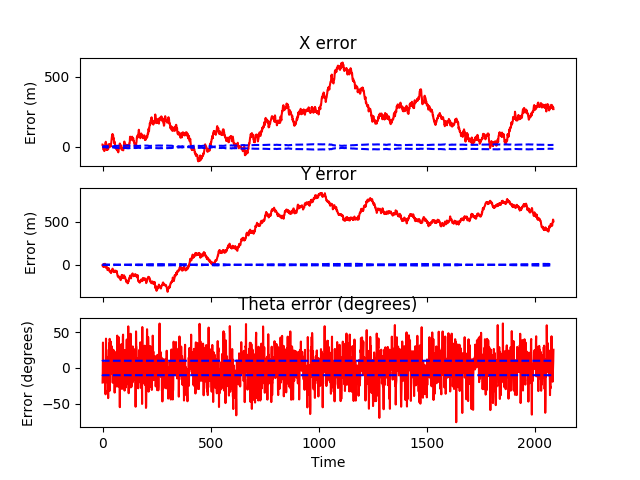 X error
500
0
Error (m)
Y error
500
0
Error (m)
Theta error (degrees)
50
0
−50
Error (degrees)
0 500 1000 1500 2000
Time